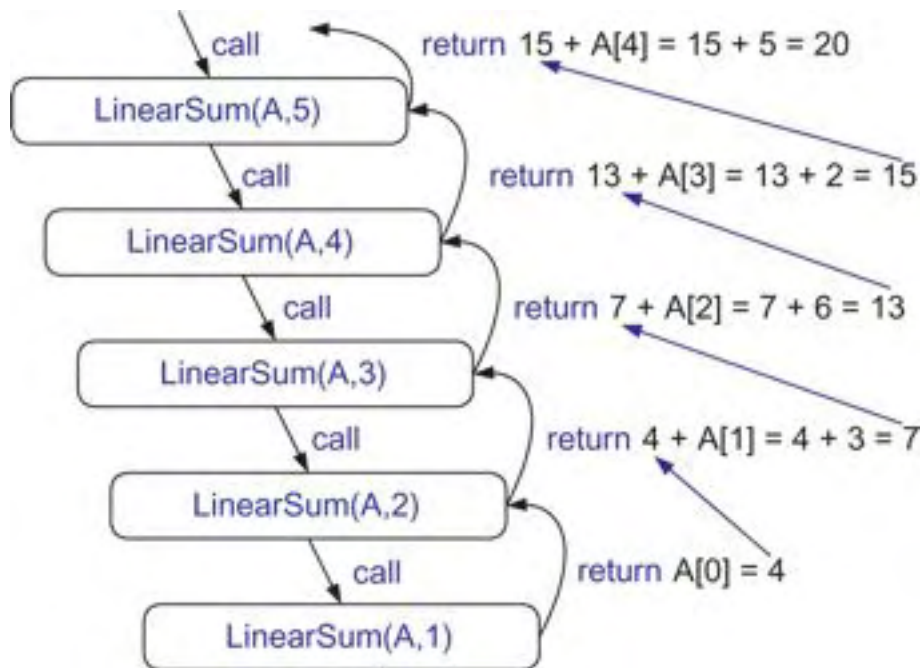 call
return 15 + A[4] = 15 + 5 = 20
LinearSum(A,5)
call
return 13 + A[3] = 13 + 2 = 15
LinearSum(A,4)
call
return 7 + A[2] = 7 + 6 = 13
LinearSum(A,3)
call
return 4 + A[1] = 4 + 3 = 7
LinearSum(A,2)
call
return A[0] = 4
LinearSum(A,1)